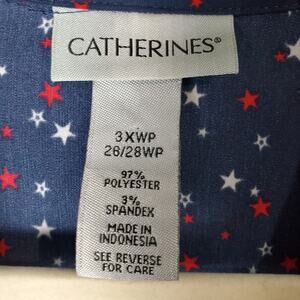 CATHERINES®
3XWP
26/28WP
97%
POLYESTER
3%
SPANDEX
MADE IN
INDONESIA
SEE REVERSE
FOR CARE